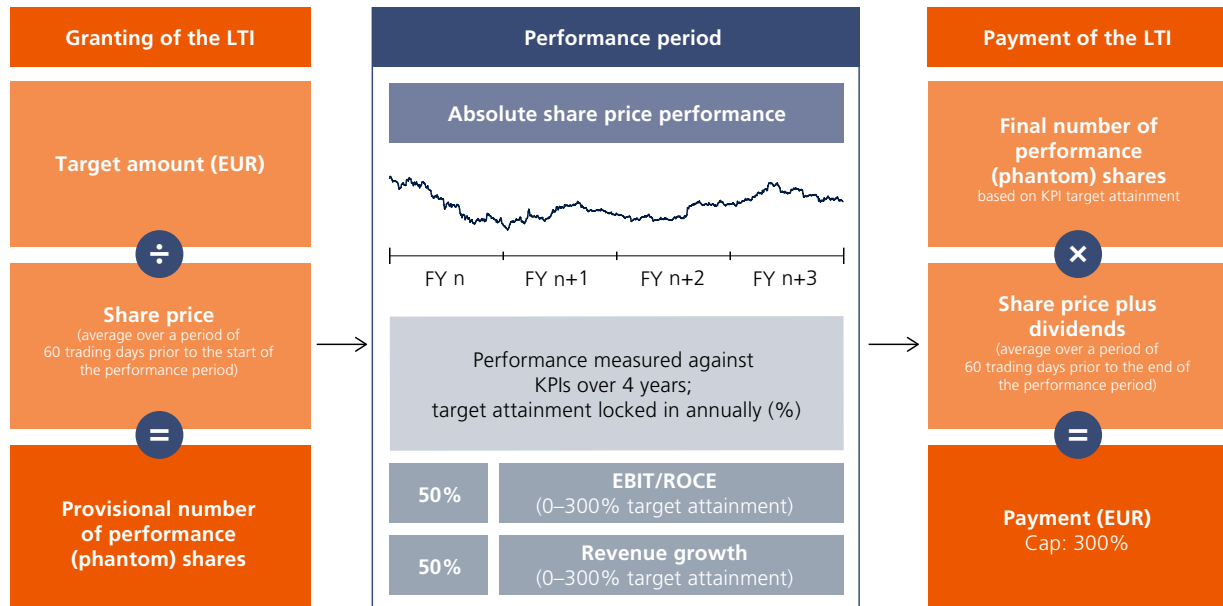 Granting of the LTI
Target amount (EUR)
÷
Share price
(average over a period of
60 trading days prior to the start of
the performance period)
=
Provisional number
of performance
(phantom) shares
Performance period
Absolute share price performance
FY n FY n+1 FY n+2 FY n+3
Performance measured against
KPIs over 4 years;
target attainment locked in annually (%)
50% EBIT/ROCE
(0–300% target attainment)
50% Revenue growth
(0–300% target attainment)
Payment of the LTI
Final number of
performance
(phantom) shares
based on KPI target attainment
×
Share price plus
dividends
(average over a period of
60 trading days prior to the end of
the performance period)
=
Payment (EUR)
Cap: 300%